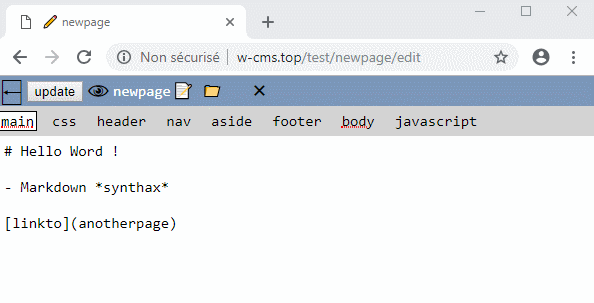 newpage
Non sécurisé w-cms.top/test/newpage/edit
update newpage
main css header nav aside footer body javascript
# Hello Word !
- Markdown *synthax*
[linkto](anotherpage)